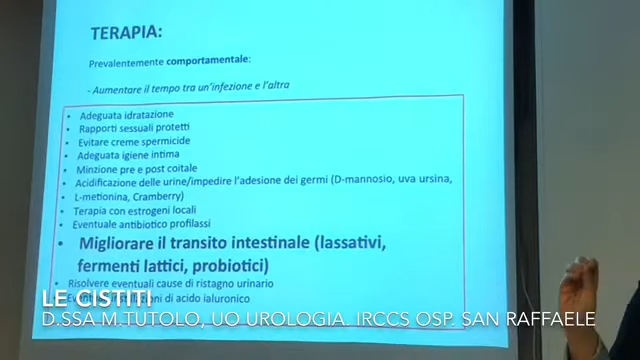 TERAPIA:
Prevalentemente comportamentale:
- Aumentare il tempo tra un'infezione e l'altra
• Adeguata idratazione
• Rapporti sessuali protetti
• Evitare creme spermicide
• Adeguata igiene intima
• Minzione pre e post coitale
• Acidificazione delle urine/impedire l'adesione dei germi (D-mannosio, uva ursina,
• L-metionina, Cramberry)
• Terapia con estrogeni locali
• Eventuale antibiotico profilassi
• Migliorare il transito intestinale (lassativi,
fermenti lattici, probiotici)
• Risolvere eventuali cause di ristagno urinario
di acido ialuronico
LE CISTITI
D.SSA M.TUTOLO, UO UROLOGIA. IRCCS OSP. SAN RAFFAELE